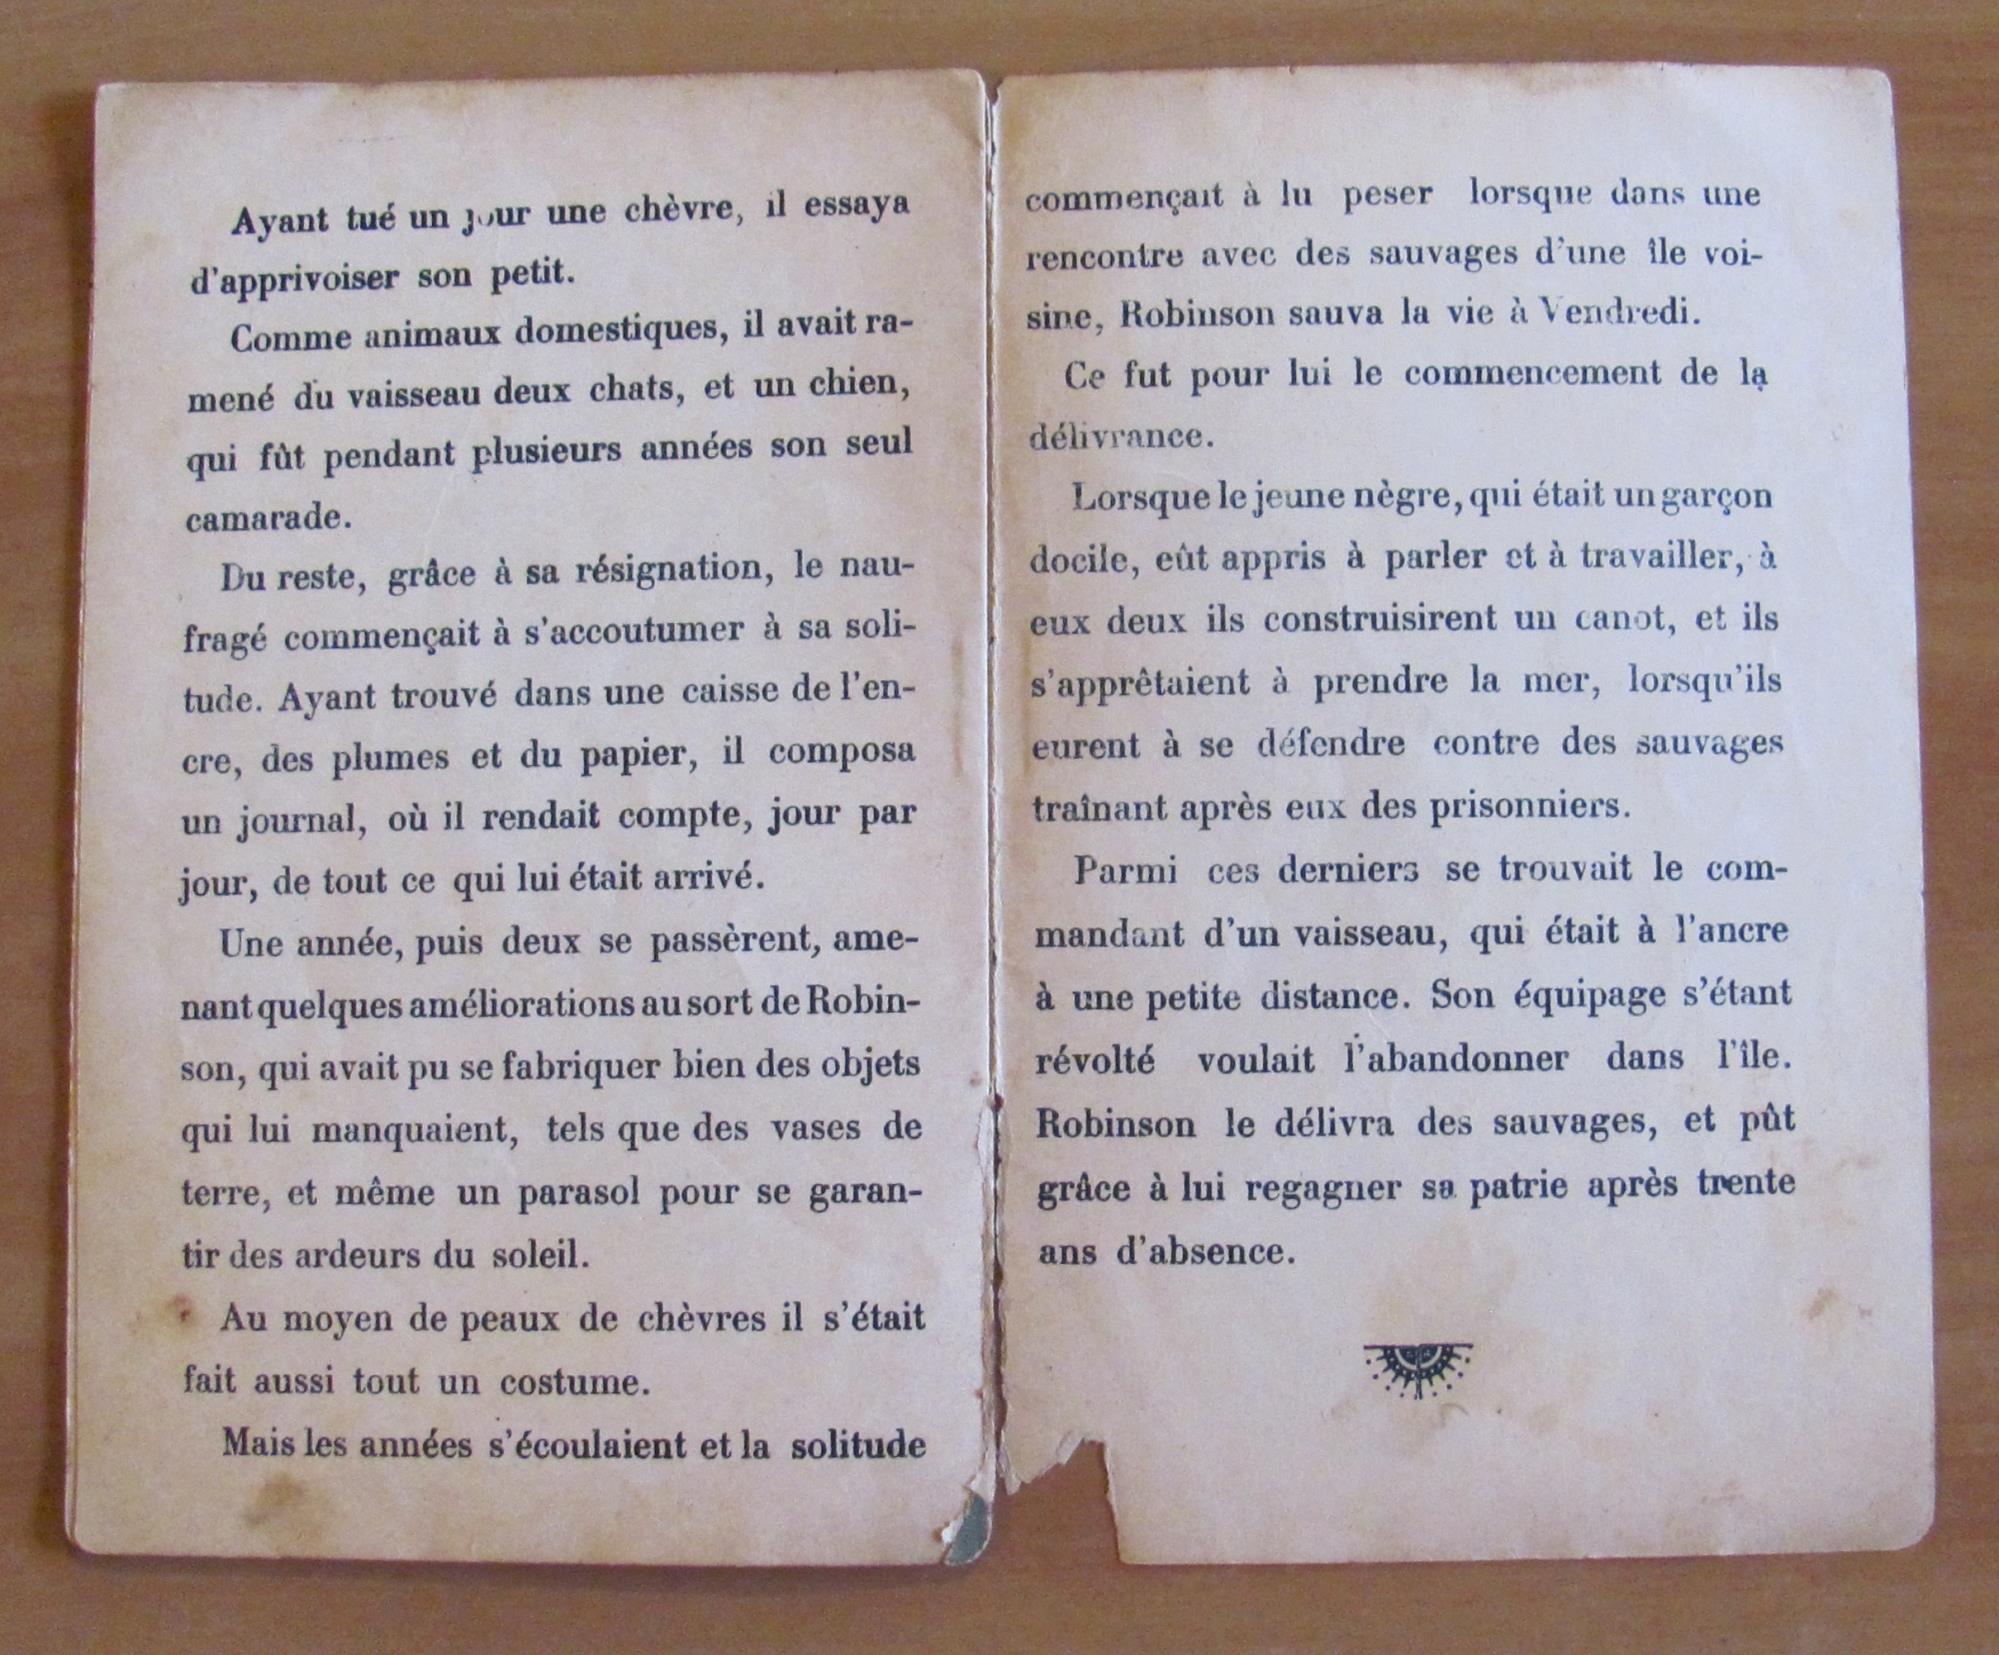 Ayant tué un jour une chèvre, il essaya
d'apprivoiser son petit.
Comme animaux domestiques, il avait ra-
mené du vaisseau deux chats, et un chien,
qui fût pendant plusieurs années son seul
camarade.
Du reste, grâce à sa résignation, le nau-
fragé commençait à s'accoutumer à sa soli-
tude. Ayant trouvé dans une caisse de l'en-
cre, des plumes et du papier, il composa
un journal, où il rendait compte, jour par
jour, de tout ce qui lui était arrivé.
Une année, puis deux se passèrent, ame-
nant quelques améliorations au sort de Robin-
son, qui avait pu se fabriquer bien des objets
qui lui manquaient, tels que des vases de
terre, et même un parasol pour se garan-
tir des ardeurs du soleil.
Au moyen de peaux de chèvres il s'était
fait aussi tout un costume.
Mais les années s'écoulaient et la solitude
commençait à lu peser lorsque dans une
rencontre avec des sauvages d'une île voi-
sine, Robinson sauva la vie à Vendredi.
Ce fut pour lui le commencement de la
délivrance.
Lorsque le jeune nègre, qui était un garçon
docile, eût appris à parler et à travailler, à
eux deux ils construisirent un canot, et ils
s'apprêtaient à prendre la mer, lorsqu'ils
eurent à se défendre contre des sauvages
traînant après eux des prisonniers.
Parmi ces derniers se trouvait le com-
mandant d'un vaisseau, qui était à l'ancre
à une petite distance. Son équipage s'étant
révolté voulait l'abandonner dans l'île.
Robinson le délivra des sauvages, et pût
grâce à lui regagner sa patrie après trente
ans d'absence.